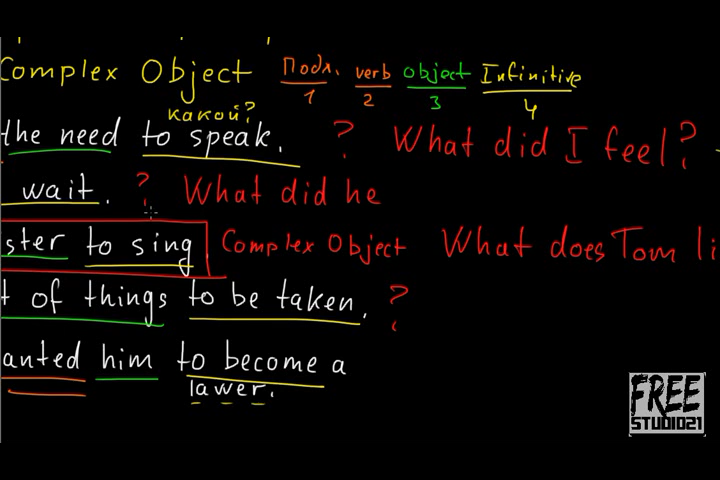 Complex Object Подл. verb object Infinitive
1 2 3 4
какой?
the need to speak. ? What did I feel?
wait. ? What did he
ster to sing Complex Object What does Tom li
t of things to be taken. ?
anted him to become a
lawer.
FREE
STUDIO21